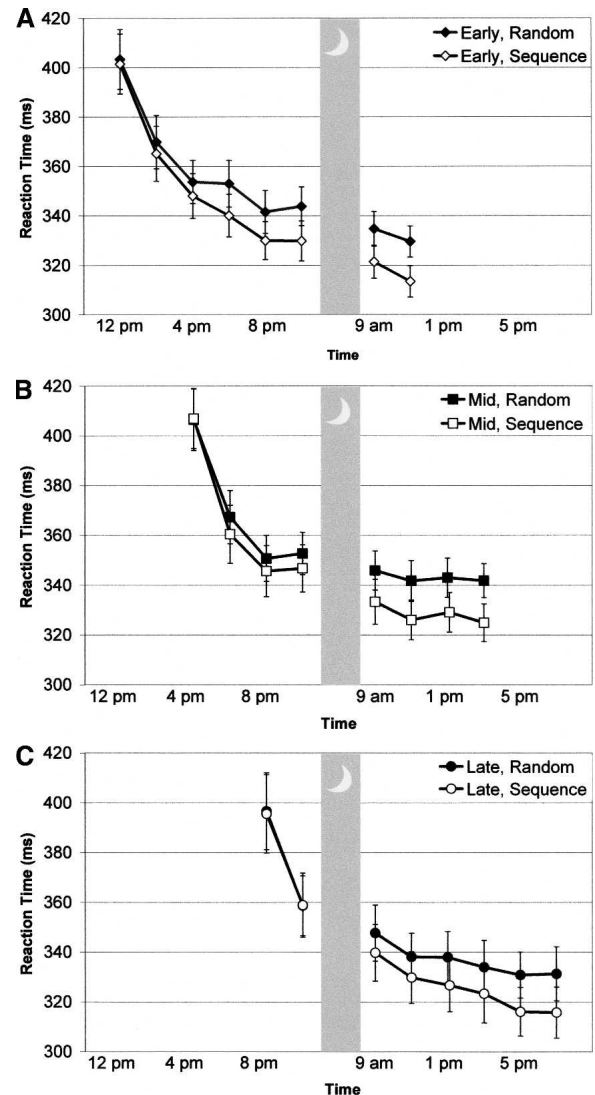 A
Reaction Time (ms)
420
400
380
360
340
320
300
Early, Random
Early, Sequence
12 pm 4 pm 8 pm 9 am 1 pm 5 pm
Time
B
Reaction Time (ms)
420
400
380
360
340
320
300
Mid, Random
Mid, Sequence
12 pm 4 pm 8 pm 9 am 1 pm 5 pm
Time
C
Reaction Time (ms)
420
400
380
360
340
320
300
Late, Random
Late, Sequence
12 pm 4 pm 8 pm 9 am 1 pm 5 pm
Time